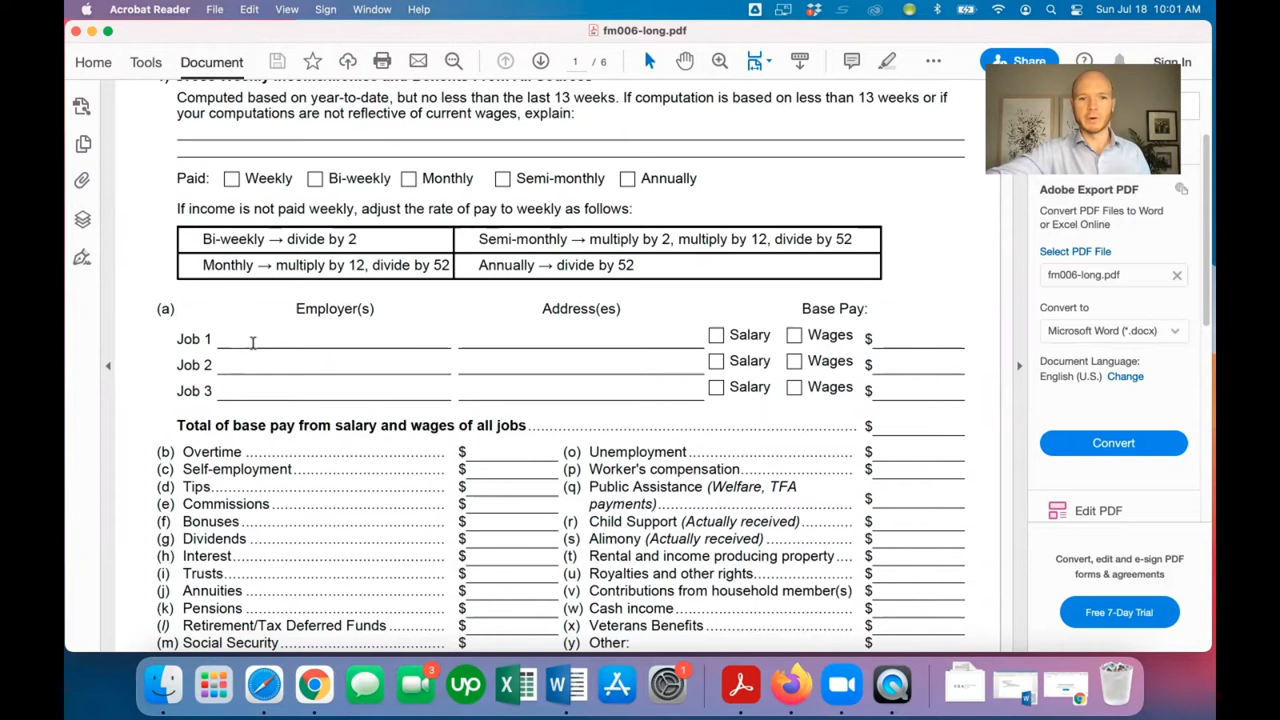 Acrobat Reader File Edit View Sign Window Help Sun Jul 18 10:01 AM
fm006-long.pdf
Home Tools Document 1 / 6 Share Sign In
Computed based on year-to-date, but no less than the last 13 weeks. If computation is based on less than 13 weeks or if
your computations are not reflective of current wages, explain:
Paid: Weekly Bi-weekly Monthly Semi-monthly Annually
If income is not paid weekly, adjust the rate of pay to weekly as follows:
Bi-weekly → divide by 2 Semi-monthly → multiply by 2, multiply by 12, divide by 52
Monthly → multiply by 12, divide by 52 Annually → divide by 52
(a) Employer(s) Address(es) Base Pay:
Job 1 Salary Wages $
Job 2 Salary Wages $
Job 3 Salary Wages $
Total of base pay from salary and wages of all jobs $
(b) Overtime $ (o) Unemployment $
(c) Self-employment $ (p) Worker's compensation $
(d) Tips $ (q) Public Assistance (Welfare, TFA
(e) Commissions $ payments) $
(f) Bonuses $ (r) Child Support (Actually received) $
(g) Dividends $ (s) Alimony (Actually received) $
(h) Interest $ (t) Rental and income producing property $
(i) Trusts $ (u) Royalties and other rights $
(j) Annuities $ (v) Contributions from household member(s) $
(k) Pensions $ (w) Cash income $
(l) Retirement/Tax Deferred Funds $ (x) Veterans Benefits $
(m) Social Security $ (y) Other: $
Adobe Export PDF
Convert PDF Files to Word
or Excel Online
Select PDF File
fm006-long.pdf
Convert to
Microsoft Word (*.docx)
Document Language:
English (U.S.) Change
Convert
Edit PDF
Convert, edit and e-sign PDF
forms & agreements
Free 7-Day Trial
3
up
1